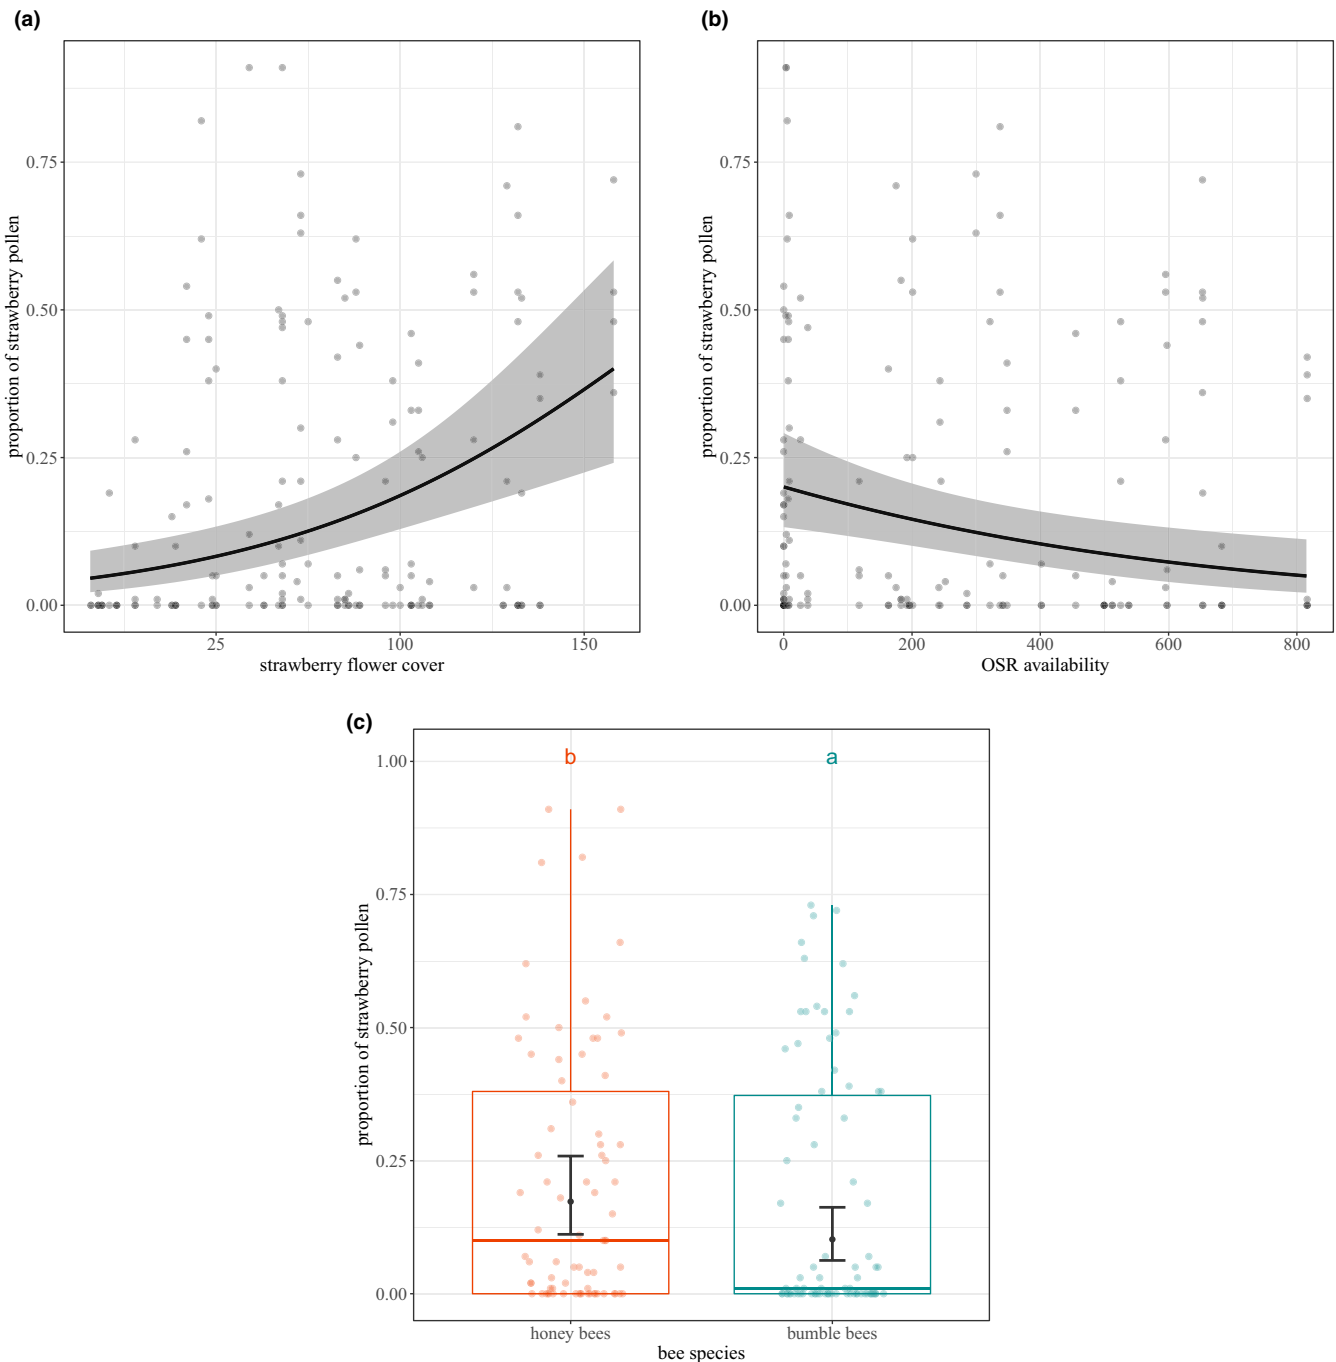 (a)
(b)
0.75
0.50
0.25
0.00
proportion of strawberry pollen
25
100
150
strawberry flower cover
0.75
0.50
0.25
0.00
proportion of strawberry pollen
0
200
400
600
800
OSR availability
(c)
b
a
1.00
0.75
0.50
0.25
0.00
proportion of strawberry pollen
honey bees
bumble bees
bee species